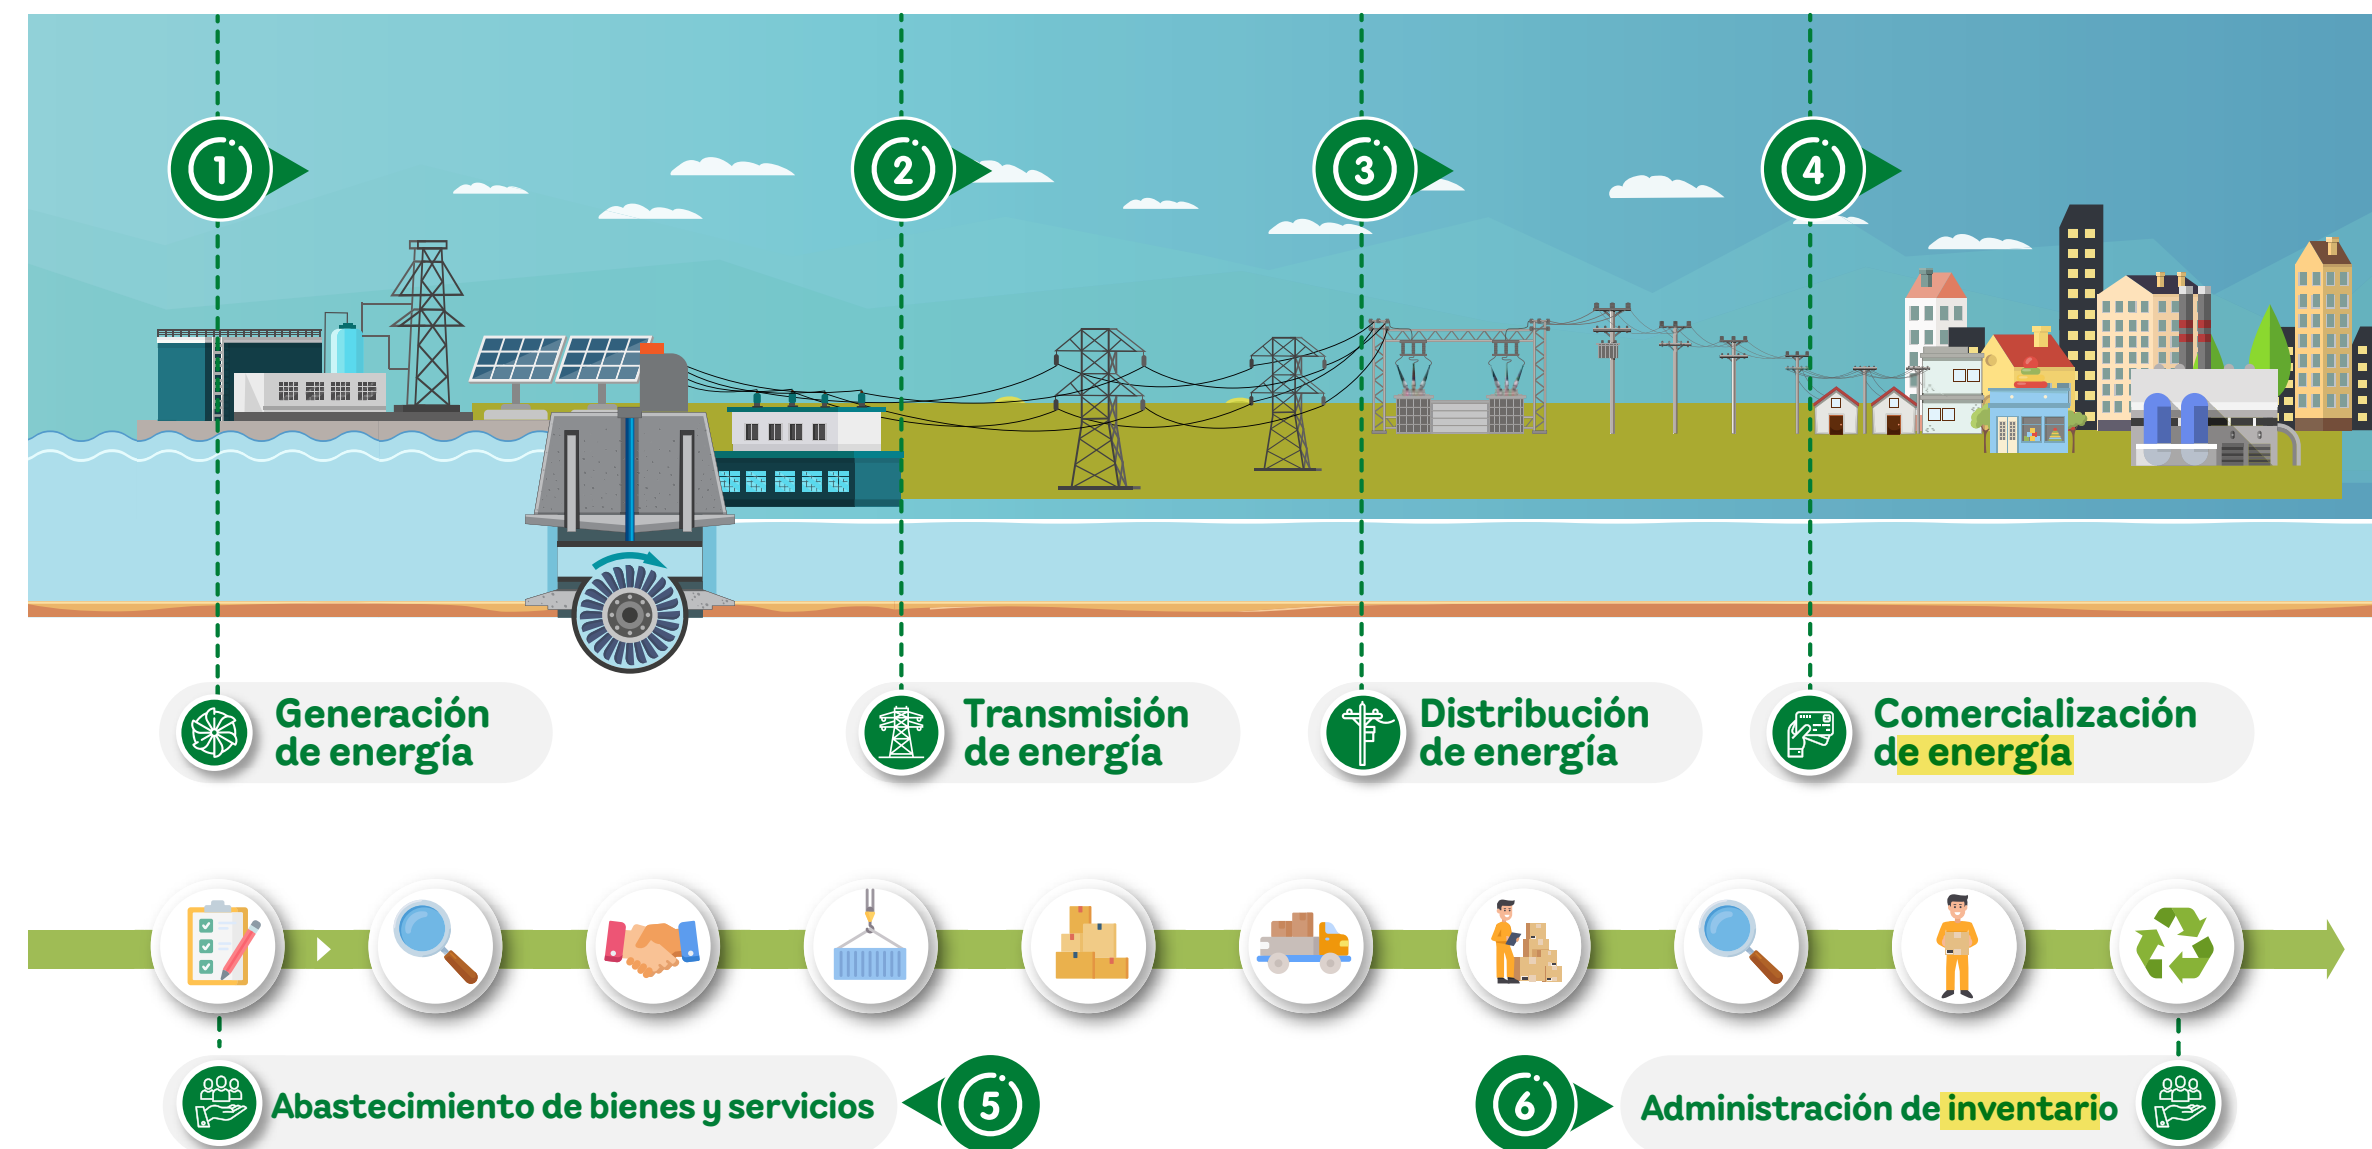 1
2
3
4
Generación
de energía
Transmisión
de energía
Distribución
de energía
Comercialización
de energía
Abastecimiento de bienes y servicios
5
6
Administración de inventario